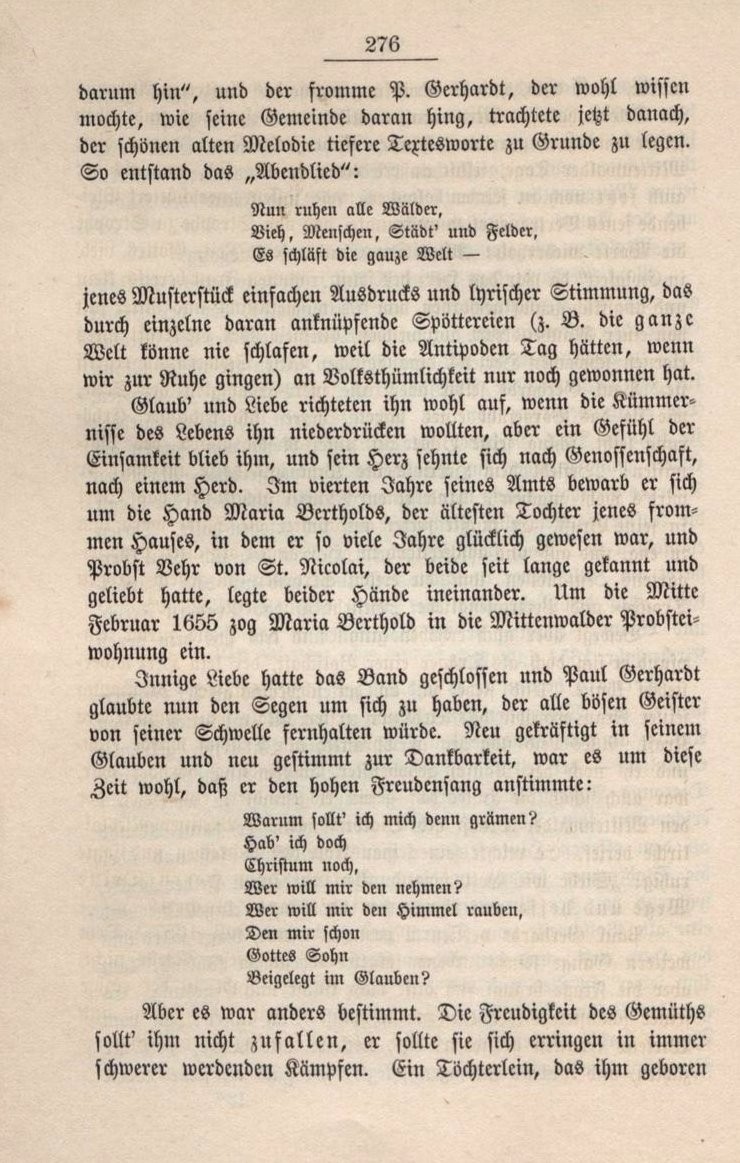 276
darum hin“, und der fromme P. Gerhardt, der wohl wissen
mochte, wie seine Gemeinde daran hing, trachtete jetzt danach,
der schönen alten Melodie tiefere Textesworte zu Grunde zu legen.
So entstand das „Abendlied“:
Nun ruhen alle Wälder,
Vieh, Menschen, Städt' und Felder,
Es schläft die ganze Welt —
jenes Musterstück einfachen Ausdrucks und lyrischer Stimmung, das
durch einzelne daran anknüpfende Spöttereien (z. B. die ganze
Welt könne nie schlafen, weil die Antipoden Tag hätten, wenn
wir zur Ruhe gingen) an Volksthümlichkeit nur noch gewonnen hat.
Glaub' und Liebe richteten ihn wohl auf, wenn die Kümmer-
nisse des Lebens ihn niederdrücken wollten, aber ein Gefühl der
Einsamkeit blieb ihm, und sein Herz sehnte sich nach Genossenschaft,
nach einem Herd. Im vierten Jahre seines Amts bewarb er sich
um die Hand Maria Bertholds, der ältesten Tochter jenes from-
men Hauses, in dem er so viele Jahre glücklich gewesen war, und
Probst Vehr von St. Nicolai, der beide seit lange gekannt und
geliebt hatte, legte beider Hände ineinander. Um die Mitte
Februar 1655 zog Maria Berthold in die Mittenwalder Probstei-
wohnung ein.
Innige Liebe hatte das Band geschlossen und Paul Gerhardt
glaubte nun den Segen um sich zu haben, der alle bösen Geister
von seiner Schwelle fernhalten würde. Neu gekräftigt in seinem
Glauben und neu gestimmt zur Dankbarkeit, war es um diese
Zeit wohl, daß er den hohen Freudensang anstimmte:
Warum sollt' ich mich denn grämen?
Hab' ich doch
Christum noch,
Wer will mir den nehmen?
Wer will mir den Himmel rauben,
Den mir schon
Gottes Sohn
Beigelegt im Glauben?
Aber es war anders bestimmt. Die Freudigkeit des Gemüths
sollt' ihm nicht zufallen, er sollte sie sich erringen in immer
schwerer werdenden Kämpfen. Ein Töchterlein, das ihm geboren